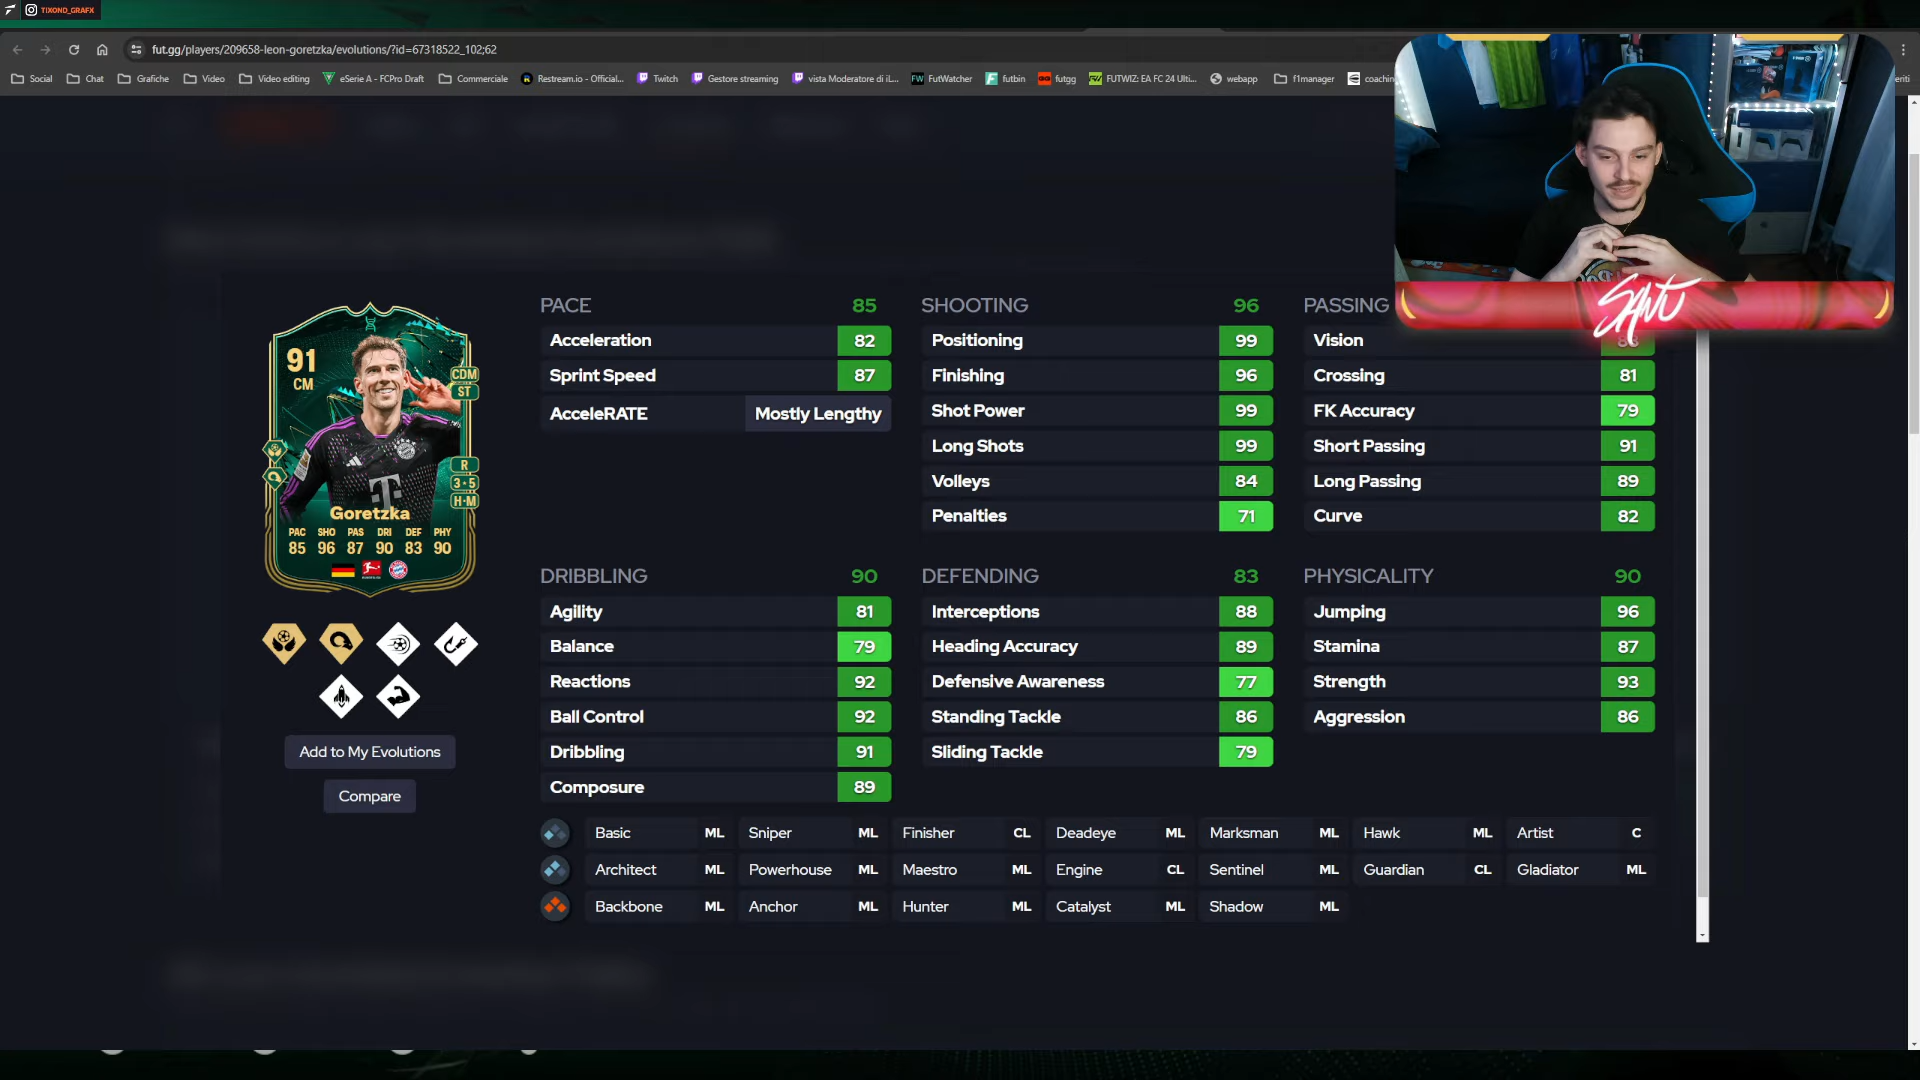 TIXOND_GRAFX
fut.gg/players/209658-leon-goretzka/evolutions/?id=67318522_102;62
Social Chat Grafiche Video Video editing eSerie A - FCPro Draft Commerciale Restream.io - Official... Twitch Gestore streaming vista Moderatore di iL... FutWatcher futbin futgg FUTWIZ: EA FC 24 Ulti... webapp f1manager
SANTU
91
CM
CDM
ST
R
3 5
H·M
Goretzka
PAC SHO PAS DRI DEF PHY
85 96 87 90 83 90
Add to My Evolutions
Compare
PACE 85
Acceleration 82
Sprint Speed 87
AcceleRATE Mostly Lengthy
SHOOTING 96
Positioning 99
Finishing 96
Shot Power 99
Long Shots 99
Volleys 84
Penalties 71
PASSING
Vision
Crossing 81
FK Accuracy 79
Short Passing 91
Long Passing 89
Curve 82
DRIBBLING 90
Agility 81
Balance 79
Reactions 92
Ball Control 92
Dribbling 91
Composure 89
DEFENDING 83
Interceptions 88
Heading Accuracy 89
Defensive Awareness 77
Standing Tackle 86
Sliding Tackle 79
PHYSICALITY 90
Jumping 96
Stamina 87
Strength 93
Aggression 86
Basic ML Sniper ML Finisher CL Deadeye ML Marksman ML Hawk ML Artist C
Architect ML Powerhouse ML Maestro ML Engine CL Sentinel ML Guardian CL Gladiator ML
Backbone ML Anchor ML Hunter ML Catalyst ML Shadow ML